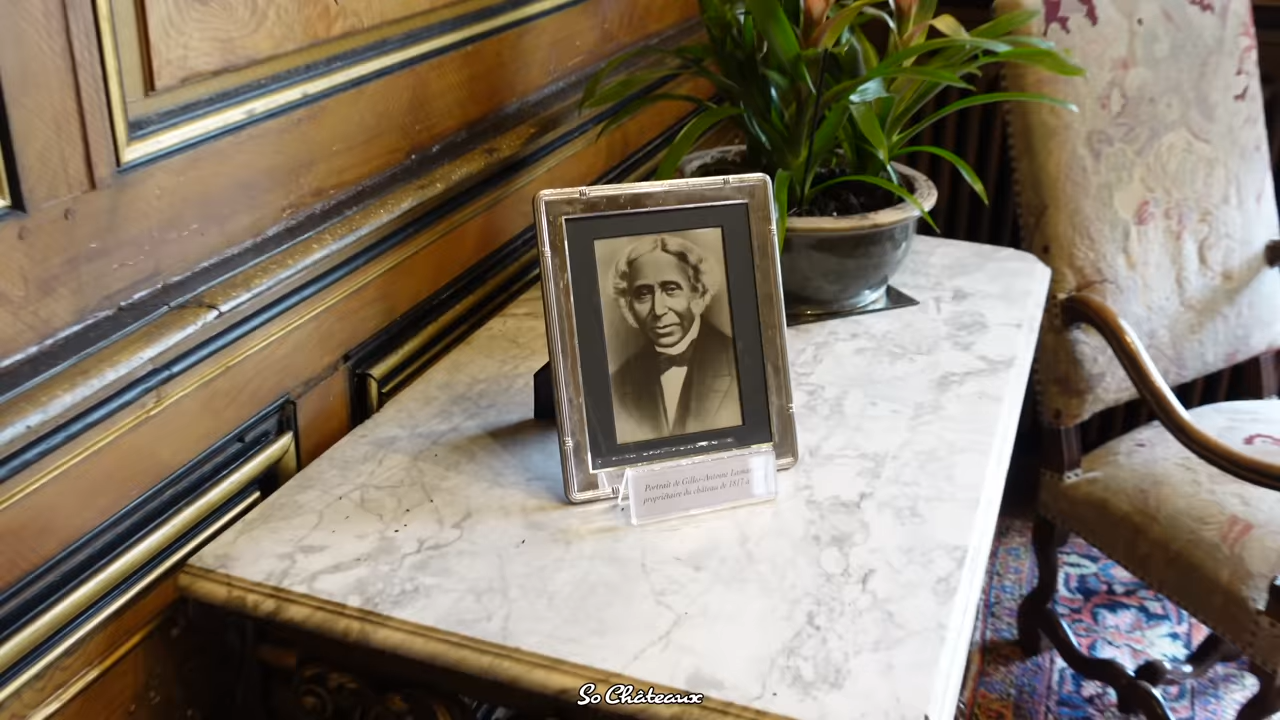 Portrait de Gilles-Antoine
propriétaire du château de 1817 à
So Châteaux